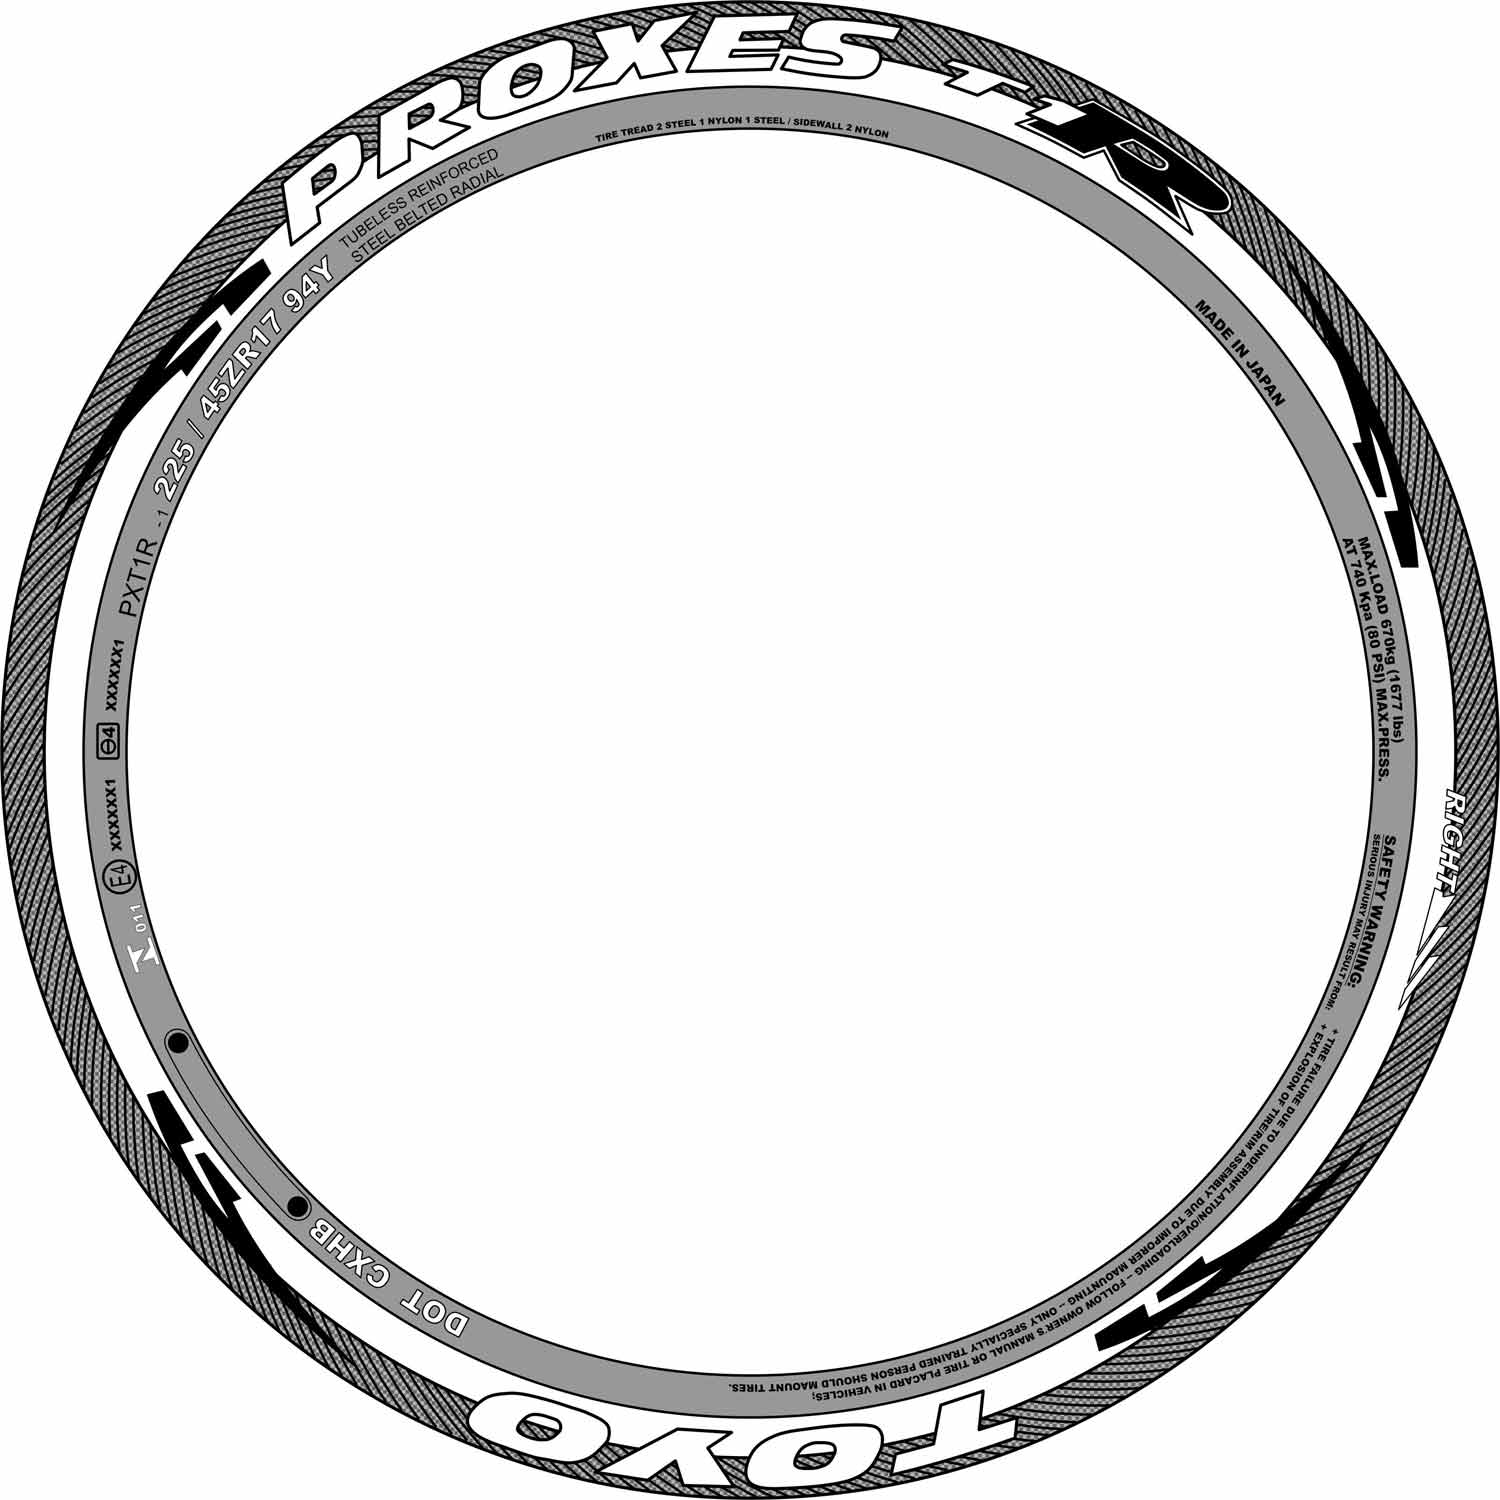 PROXES T1R
TIRE TREAD 2 STEEL 1 NYLON 1 STEEL / SIDEWALL 2 NYLON
MADE IN JAPAN
MAX.LOAD 670kg (1677 lbs)
AT 740 Kpa (80 PSI) MAX.PRESS.
RIGHT
SAFETY WARNING:
SERIOUS INJURY MAY RESULT FROM:
+ TIRE FAILURE DUE TO UNDERINFLATION/OVERLOADING -- FOLLOW OWNER'S MANUAL OR TIRE PLACARD IN VEHICLES;
+ EXPLOSION OF TIRE/RIM ASSEMBLY DUE TO IMPORER MAOUNTING -- ONLY SPECIALLY TRAINED PERSON SHOULD MAOUNT TIRES.
TOYO
DOT CXHB
N 011
E4 XXXXXX1
e4 XXXXXX1
PXT1R -1 225 / 45ZR17 94Y
TUBELESS REINFORCED
STEEL BELTED RADIAL